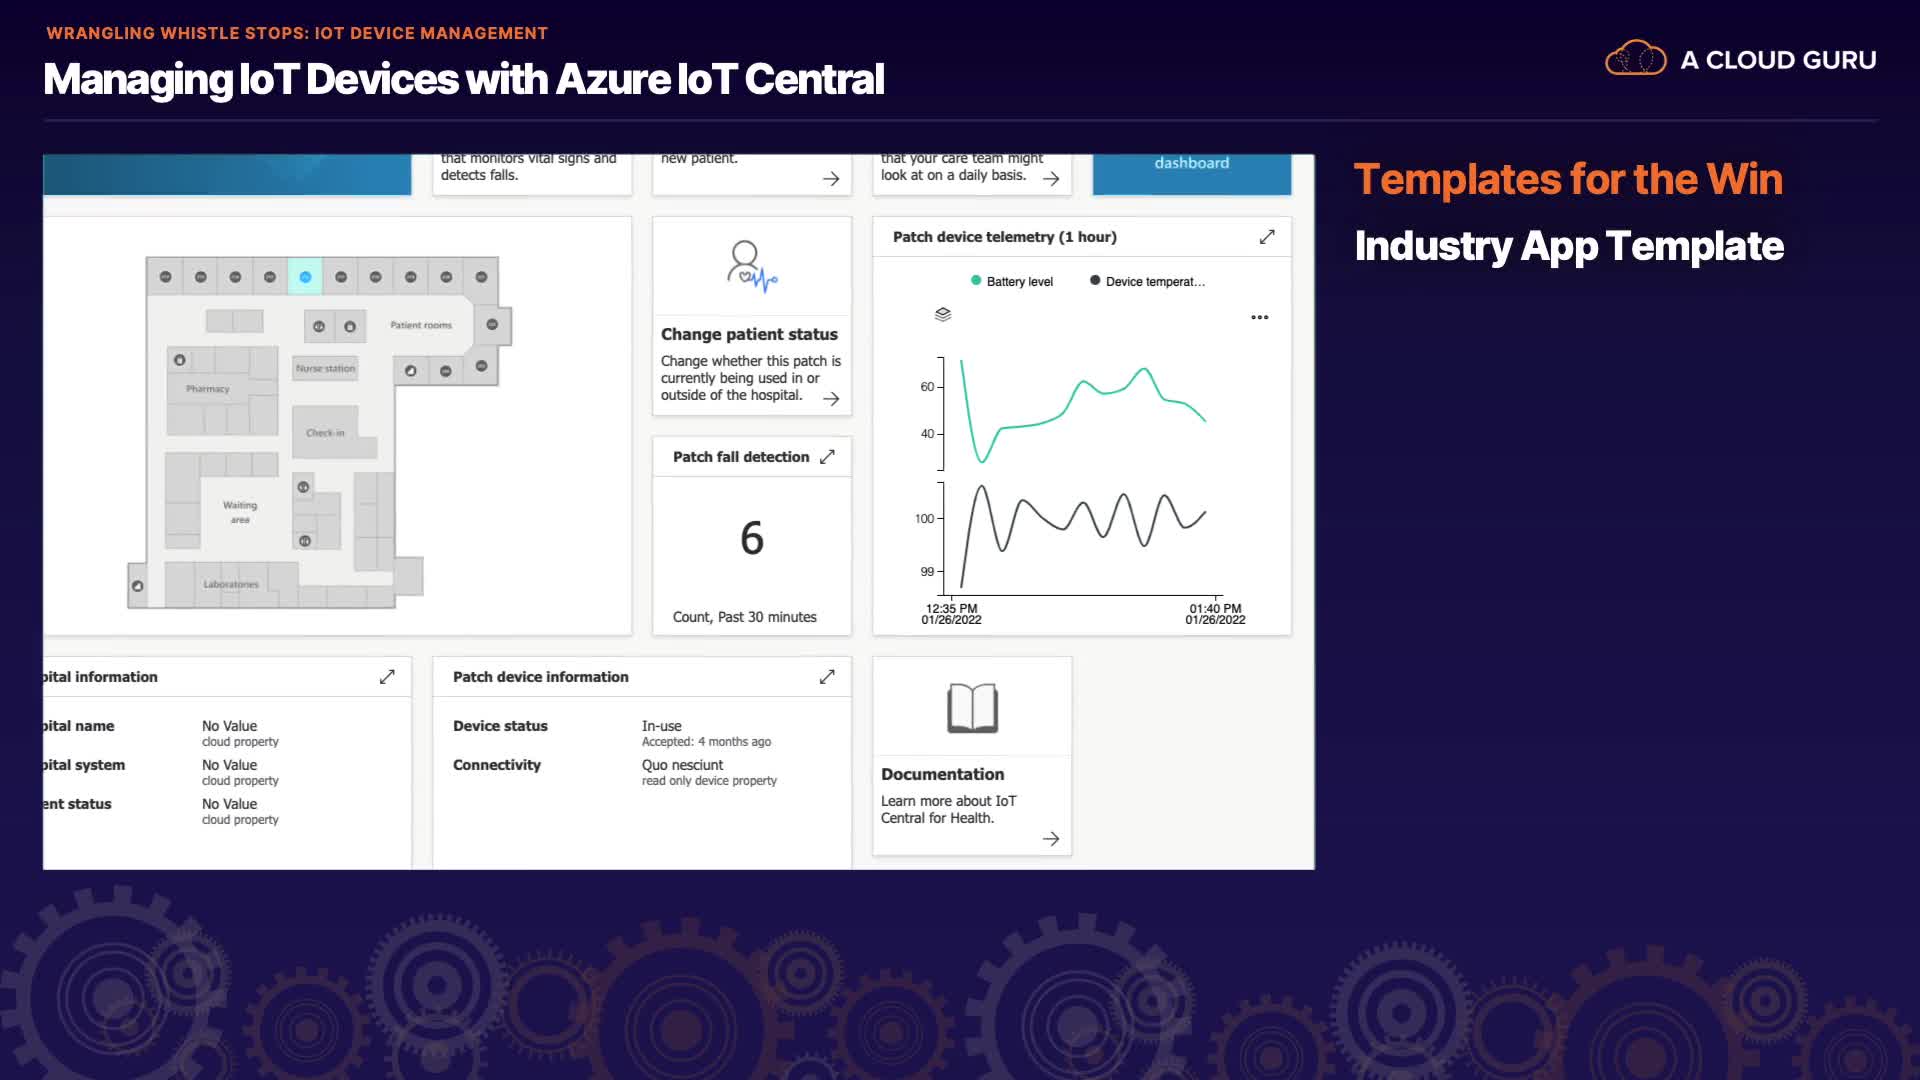 WRANGLING WHISTLE STOPS: IOT DEVICE MANAGEMENT
Managing IoT Devices with Azure IoT Central
A CLOUD GURU
that monitors vital signs and
detects falls.
new patient.
that your care team might
look at on a daily basis.
dashboard
Templates for the Win
Industry App Template
Patient rooms
Nurse station
Pharmacy
Check-in
Waiting
area
Laboratories
Change patient status
Change whether this patch is
currently being used in or
outside of the hospital.
Patch fall detection
6
Count, Past 30 minutes
Patch device telemetry (1 hour)
Battery level
Device temperat...
60
40
100
99
12:35 PM
01/26/2022
01:40 PM
01/26/2022
pital information
pital name
No Value
cloud property
pital system
No Value
cloud property
ent status
No Value
cloud property
Patch device information
Device status
In-use
Accepted: 4 months ago
Connectivity
Quo nesciunt
read only device property
Documentation
Learn more about IoT
Central for Health.